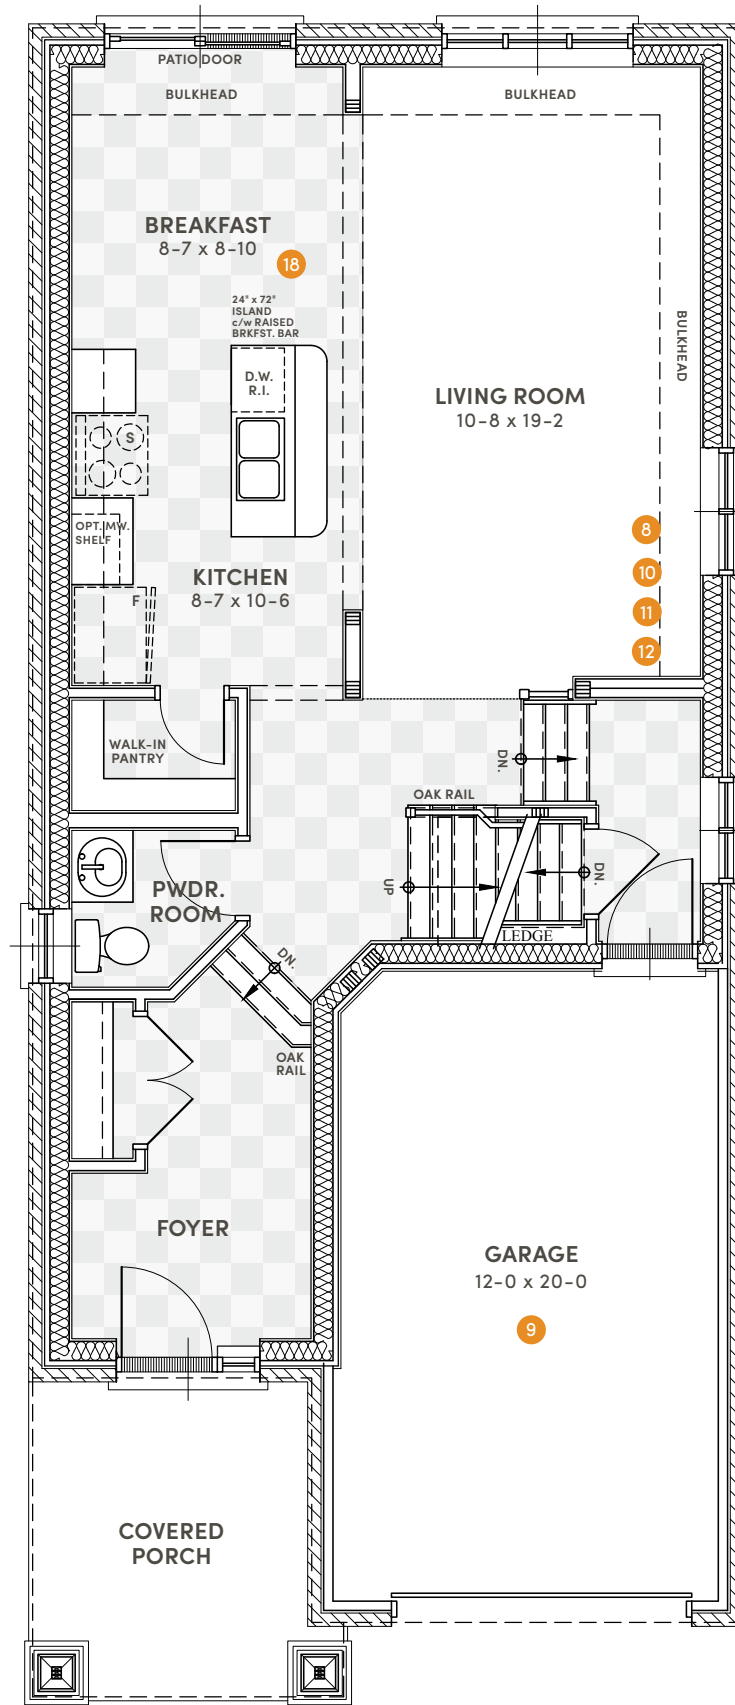 PATIO DOOR
BULKHEAD
BULKHEAD
BREAKFAST
8-7 x 8-10
18
24" x 72"
ISLAND
c/w RAISED
BRKFST. BAR
BULKHEAD
D.W.
R.I.
LIVING ROOM
10-8 x 19-2
S
OPT. MW.
SHELF
8
KITCHEN
8-7 x 10-6
F
10
11
12
WALK-IN
PANTRY
DN.
OAK RAIL
PWDR.
ROOM
UP
DN.
LEDGE
DN.
OAK
RAIL
FOYER
GARAGE
12-0 x 20-0
9
COVERED
PORCH